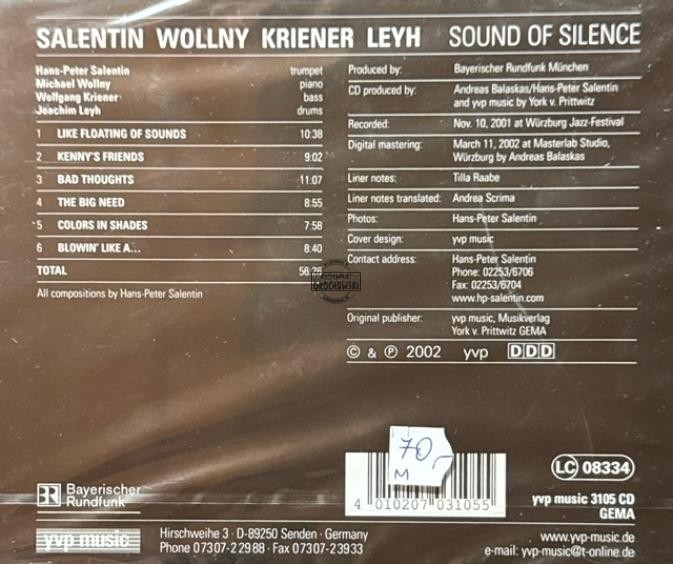 SALENTIN WOLLNY KRIENER LEYH SOUND OF SILENCE
Hans-Peter Salentin trumpet
Michael Wollny piano
Wolfgang Kriener bass
Joachim Leyh drums
1 LIKE FLOATING OF SOUNDS 10:38
2 KENNY'S FRIENDS 9:02
3 BAD THOUGHTS 11:07
4 THE BIG NEED 8:55
5 COLORS IN SHADES 7:58
6 BLOWIN' LIKE A... 8:40
TOTAL 56:26
All compositions by Hans-Peter Salentin
Produced by: Bayerischer Rundfunk München
CD produced by: Andreas Balaskas/Hans-Peter Salentin
and yvp music by York v. Prittwitz
Recorded: Nov. 10, 2001 at Würzburg Jazz-Festival
Digital mastering: March 11, 2002 at Masterlab Studio,
Würzburg by Andreas Balaskas
Liner notes: Tilla Raabe
Liner notes translated: Andrea Scrima
Photos: Hans-Peter Salentin
Cover design: yvp music
Contact address: Hans-Peter Salentin
Phone: 02253/6706
Fax: 02253/6704
www.hp-salentin.com
Original publisher: yvp music, Musikverlag
York v. Prittwitz GEMA
© & ℗ 2002 yvp DDD
GROCHOWSKI
70,-
M
4 010207 031055
LC 08334
yvp music 3105 CD
GEMA
BR Bayerischer
Rundfunk
yvp music
Hirschweihe 3 · D-89250 Senden · Germany
Phone 07307-22988 · Fax 07307-23933
www.yvp-music.de
e-mail: yvp-music@t-online.de